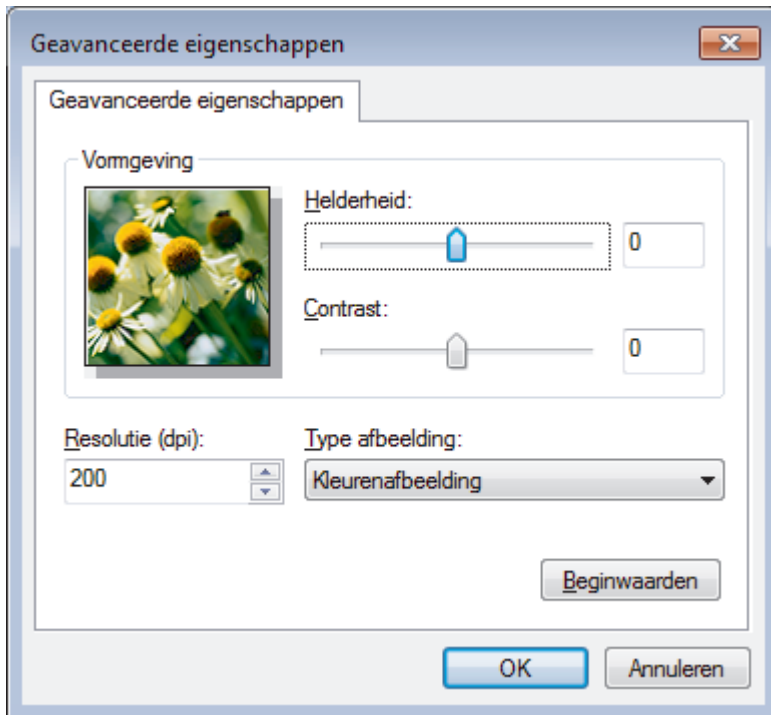 Geavanceerde eigenschappen
Geavanceerde eigenschappen
Vormgeving
Helderheid:
0
Contrast:
0
Resolutie (dpi):
Type afbeelding:
200
Kleurenafbeelding
Beginwaarden
OK
Annuleren